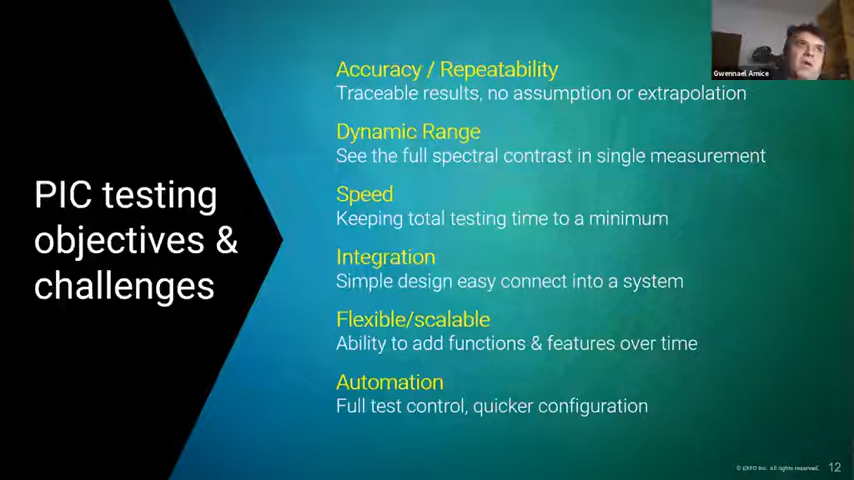 PIC testing
objectives &
challenges
Accuracy / Repeatability
Traceable results, no assumption or extrapolation
Dynamic Range
See the full spectral contrast in single measurement
Speed
Keeping total testing time to a minimum
Integration
Simple design easy connect into a system
Flexible/scalable
Ability to add functions & features over time
Automation
Full test control, quicker configuration
Gwennael Amice
© EXFO Inc. All rights reserved.
12